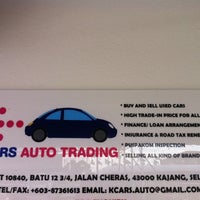 CARS AUTO TRADING
* BUY AND SELL USED CARS
* HIGH TRADE-IN PRICE FOR ALL
* FINANCE/ LOAN ARRANGEMENT
* INSURANCE & ROAD TAX RENE
* PUSPAKOM INSPECTION
* SELLING ALL KIND OF BRAND
T 10840, BATU 12 3/4, JALAN CHERAS, 43000 KAJANG, SEL
TEL/FAX: +603-87361613 EMAIL: KCARS.AUTO@GMAIL.COM